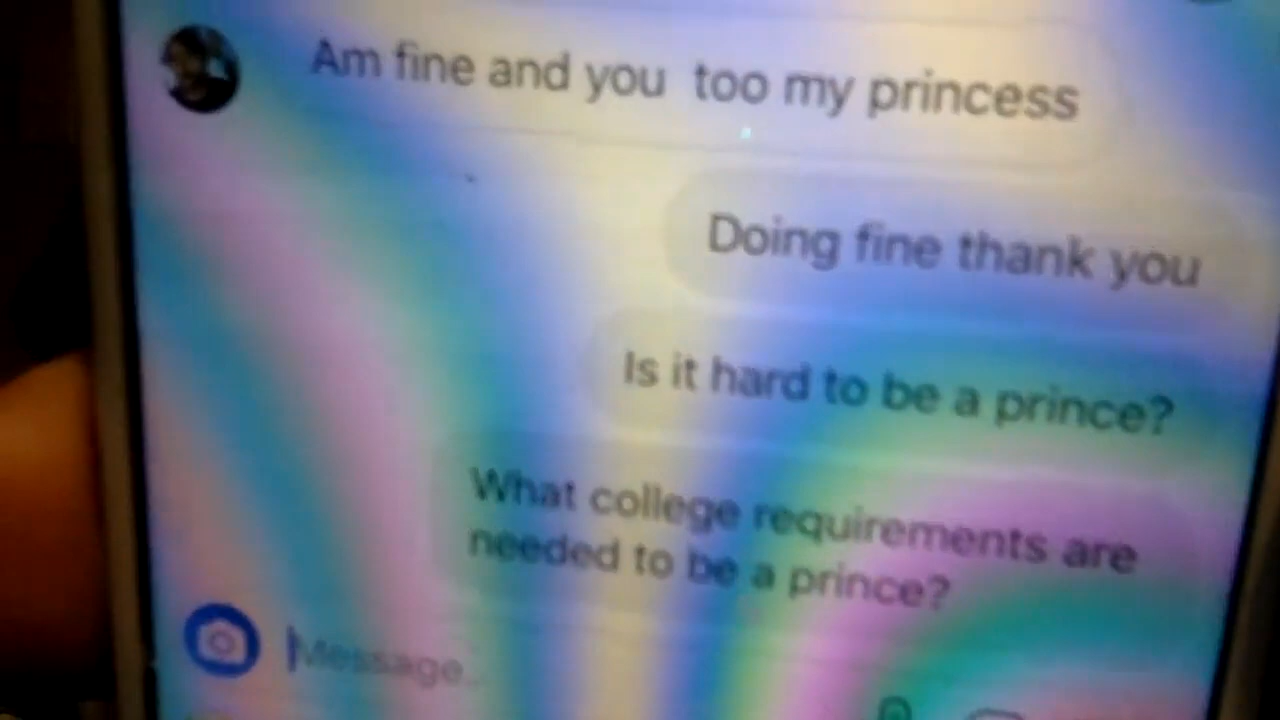 Am fine and you too my princess
Doing fine thank you
Is it hard to be a prince?
What college requirements are
needed to be a prince?
Message...